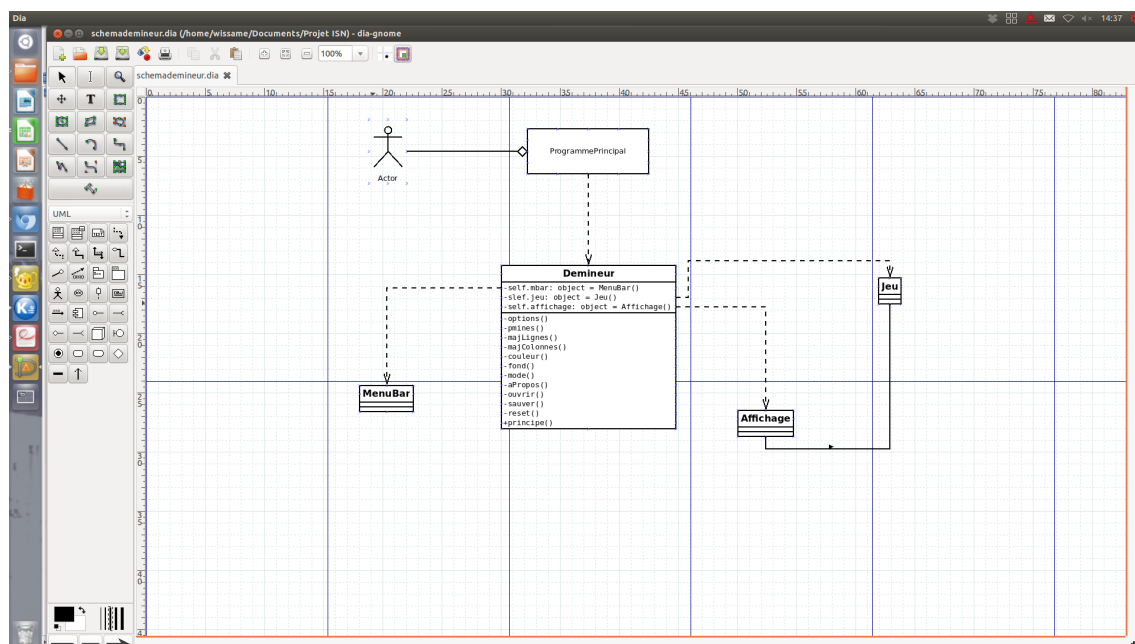 Dia
14:37
schemademineur.dia (/home/wissame/Documents/Projet ISN) - dia-gnome
100%
schemademineur.dia
UML
Actor
ProgrammePrincipal
Demineur
-self.mbar: object = MenuBar()
-slef.jeu: object = Jeu()
-self.affichage: object = Affichage()
-options()
-pmines()
-majLignes()
-majColonnes()
-couleur()
-fond()
-mode()
-aPropos()
-ouvrir()
-sauver()
-reset()
+principe()
Jeu
MenuBar
Affichage